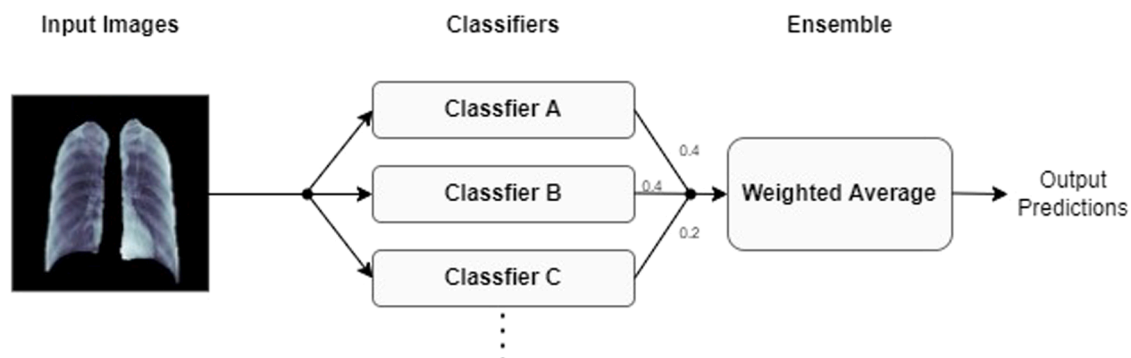 Input Images
Classifiers
Ensemble
Classfier A
0.4
Classfier B
0.4
Weighted Average
Output
Predictions
0.2
Classfier C